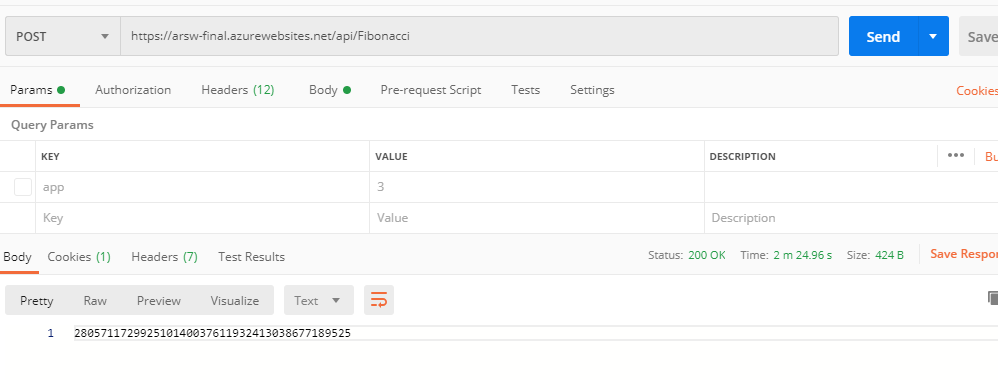 POST https://arsw-final.azurewebsites.net/api/Fibonacci Send Save
Params Authorization Headers (12) Body Pre-request Script Tests Settings Cookies
Query Params
KEY VALUE DESCRIPTION ••• Bu
app 3
Key Value Description
Body Cookies (1) Headers (7) Test Results Status: 200 OK Time: 2 m 24.96 s Size: 424 B Save Respon
Pretty Raw Preview Visualize Text
1 280571172992510140037611932413038677189525